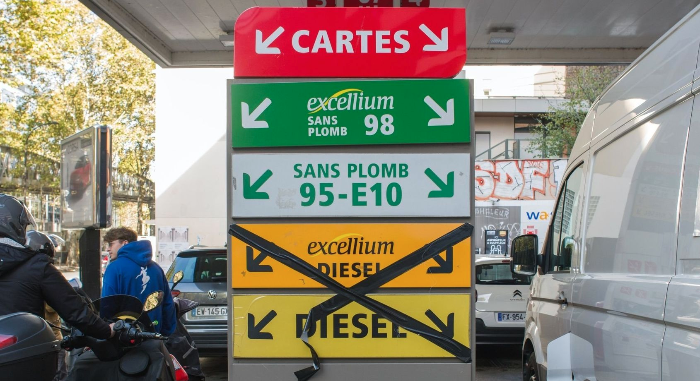 CARTES
excellium
SANS
PLOMB 98
SANS PLOMB
95-E10
excellium
DIESEL
DIESEL